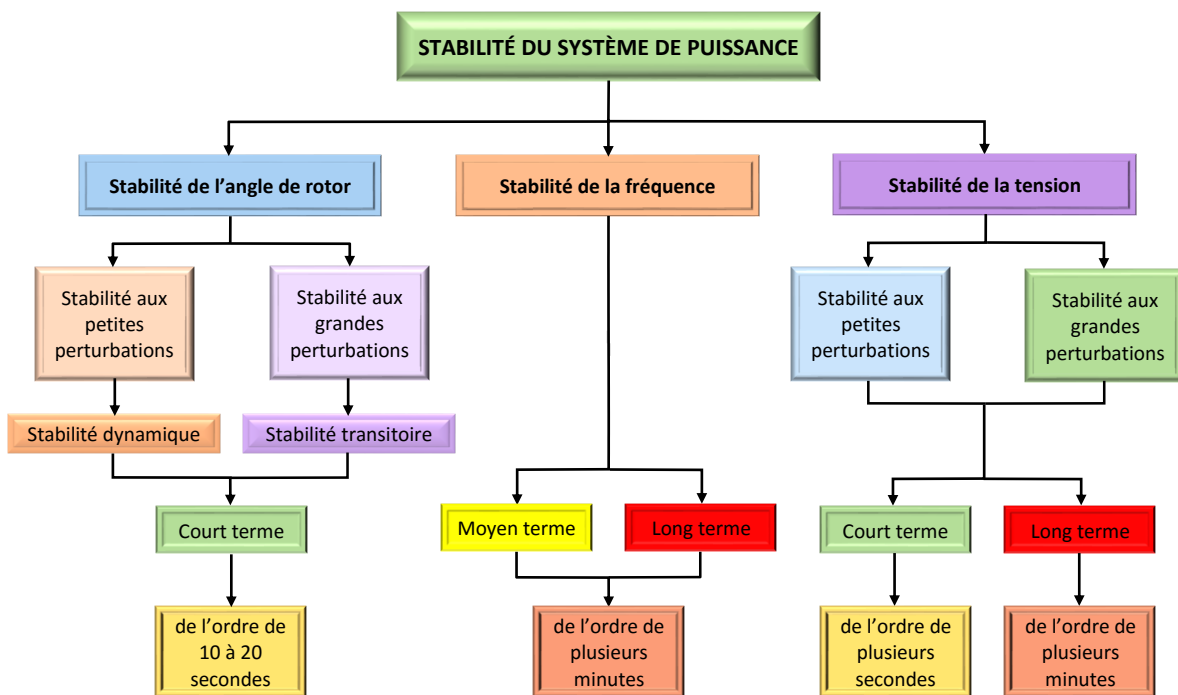 STABILITÉ DU SYSTÈME DE PUISSANCE
Stabilité de l’angle de rotor
Stabilité de la fréquence
Stabilité de la tension
Stabilité aux
petites
perturbations
Stabilité aux
grandes
perturbations
Stabilité aux
petites
perturbations
Stabilité aux
grandes
perturbations
Stabilité dynamique
Stabilité transitoire
Court terme
Moyen terme
Long terme
Court terme
Long terme
de l’ordre de
10 à 20
secondes
de l’ordre de
plusieurs
minutes
de l’ordre de
plusieurs
secondes
de l’ordre de
plusieurs
minutes